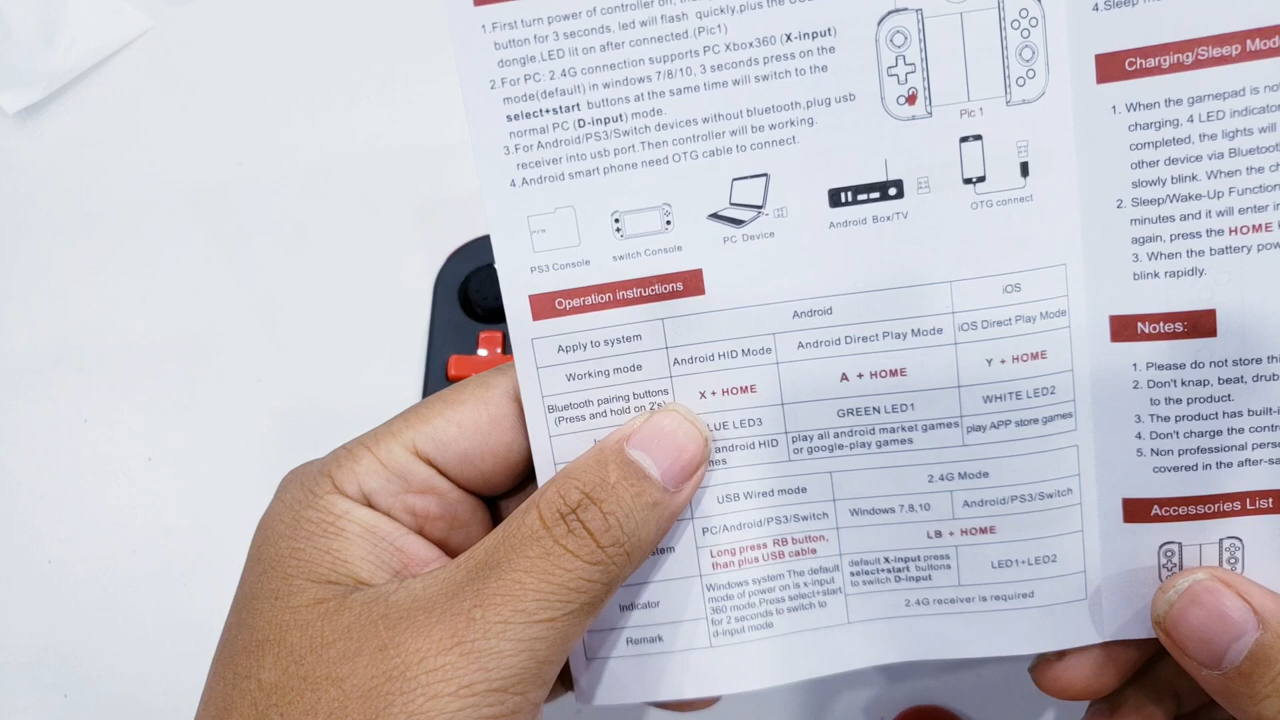 1.First turn power of controller off, 
button for 3 seconds, led will flash quickly,plus the USB
dongle,LED lit on after connected.(Pic1)
2.For PC: 2.4G connection supports PC Xbox360 (X-input)
mode(default) in windows 7/8/10, 3 seconds press on the
select+start buttons at the same time will switch to the
normal PC (D-input) mode.
3.For Android/PS3/Switch devices without bluetooth,plug usb
receiver into usb port.Then controller will be working.
4.Android smart phone need OTG cable to connect.
Pic 1
PS3 Console
switch Console
PC Device
Android Box/TV
OTG connect
Operation instructions
Apply to system
Android
iOS
Working mode
Android HID Mode
Android Direct Play Mode
iOS Direct Play Mode
Bluetooth pairing buttons
(Press and hold on 2's)
X + HOME
A + HOME
Y + HOME
LUE LED3
GREEN LED1
WHITE LED2
android HID
play all android market games
or google-play games
play APP store games
USB Wired mode
2.4G Mode
PC/Android/PS3/Switch
Windows 7,8,10
Android/PS3/Switch
stem
Long press RB button,
than plus USB cable
LB + HOME
Indicator
Windows system The default
mode of power on is x-input
360 mode,Press select+start
for 2 seconds to switch to
d-input mode
default X-input press
select+start buttons
to switch D-input
LED1+LED2
Remark
2.4G receiver is required
4.Sleep
Charging/Sleep Mod
1. When the gamepad is no
charging, 4 LED indicator
completed, the lights will
other device via Bluetoot
slowly blink. When the ch
2. Sleep/Wake-Up Function
minutes and it will enter in
again, press the HOME
3. When the battery pow
blink rapidly.
Notes:
1. Please do not store thi
2. Don't knap, beat, drub
to the product.
3. The product has built-i
4. Don't charge the contr
5. Non professional perso
covered in the after-sa
Accessories List